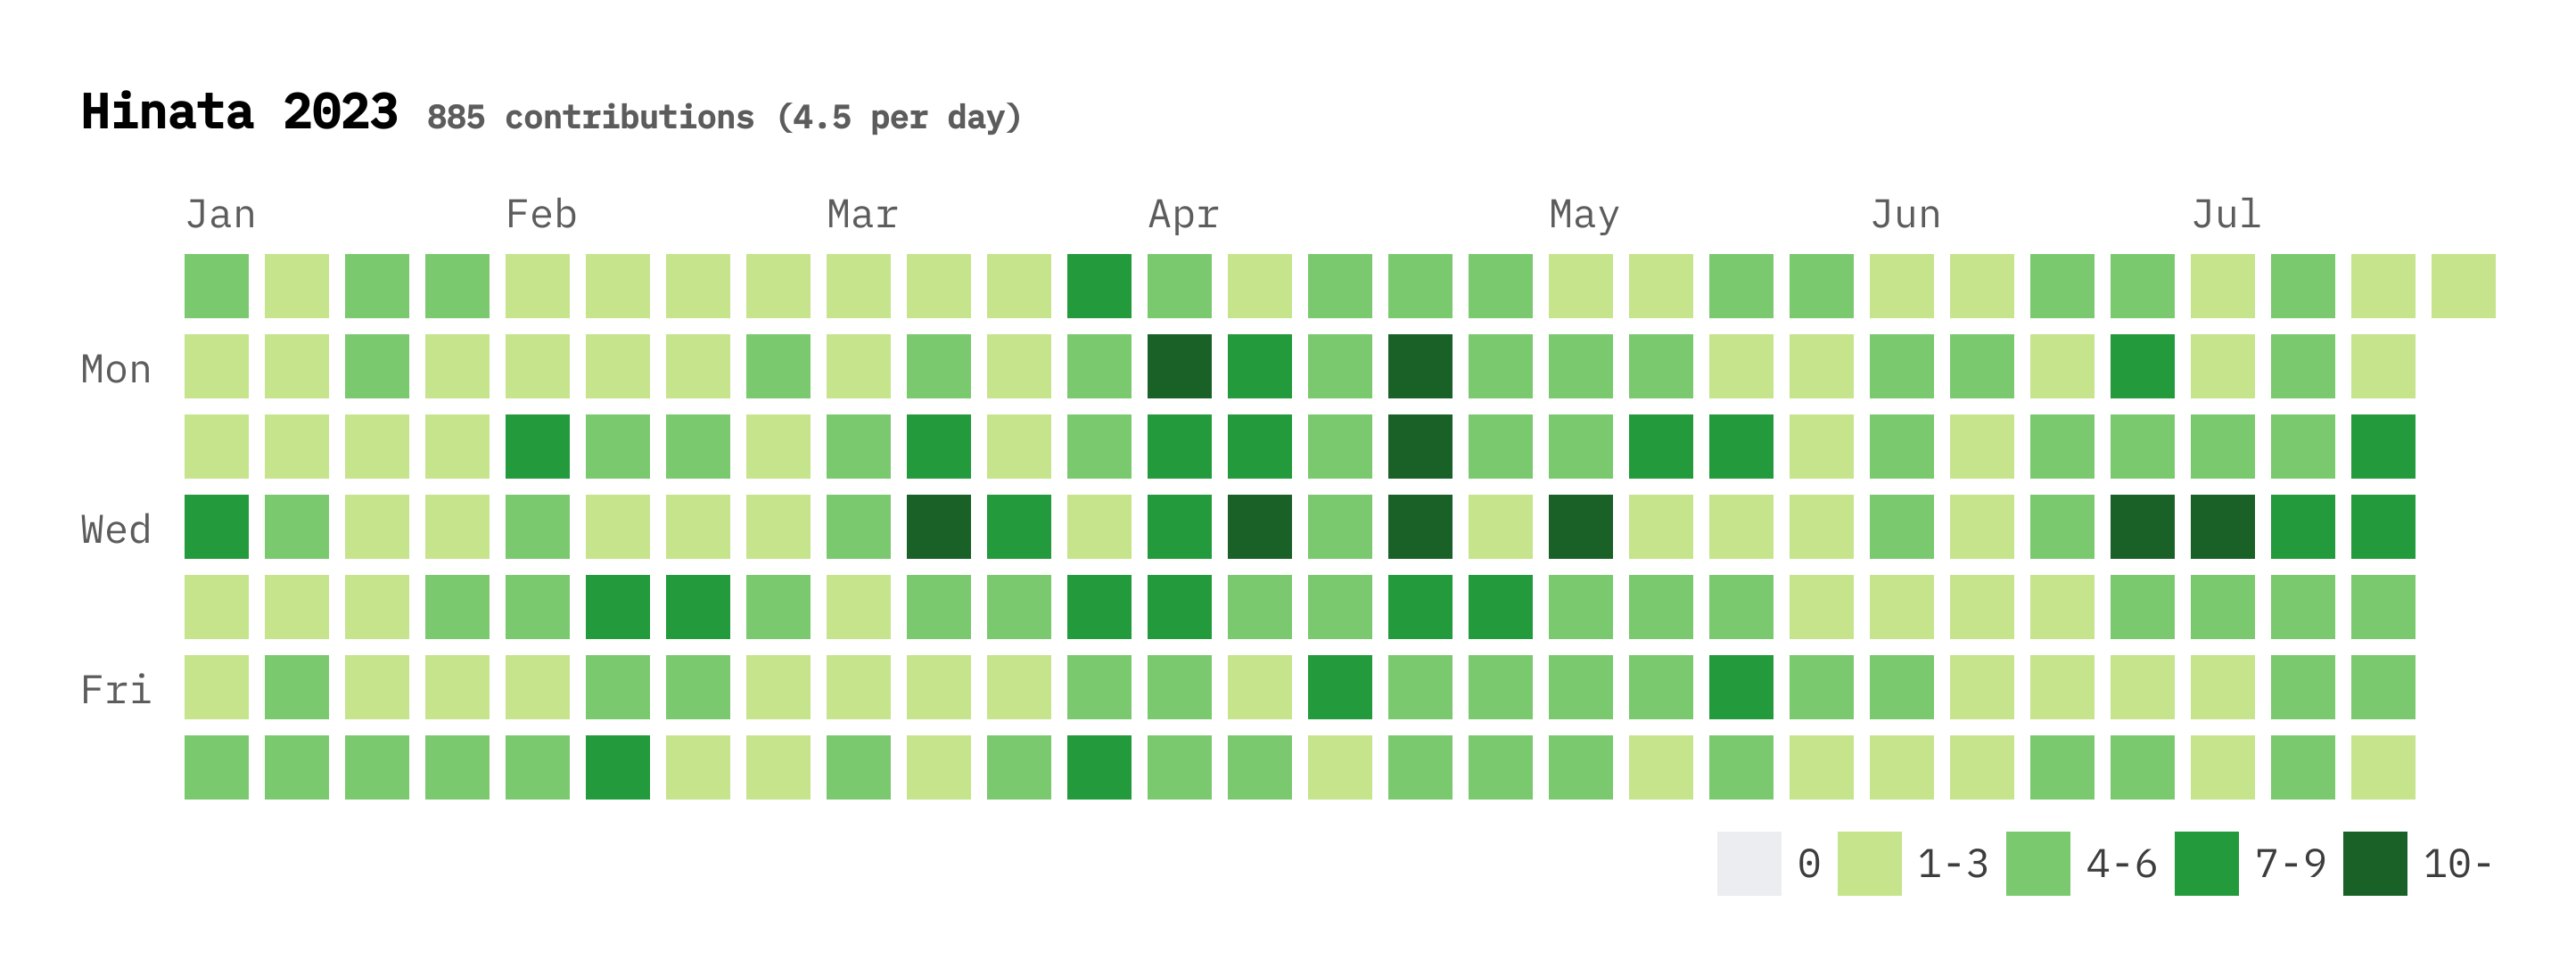 Hinata 2023 885 contributions (4.5 per day)
Jan Feb Mar Apr May Jun Jul
Mon
Wed
Fri
0 1-3 4-6 7-9 10-